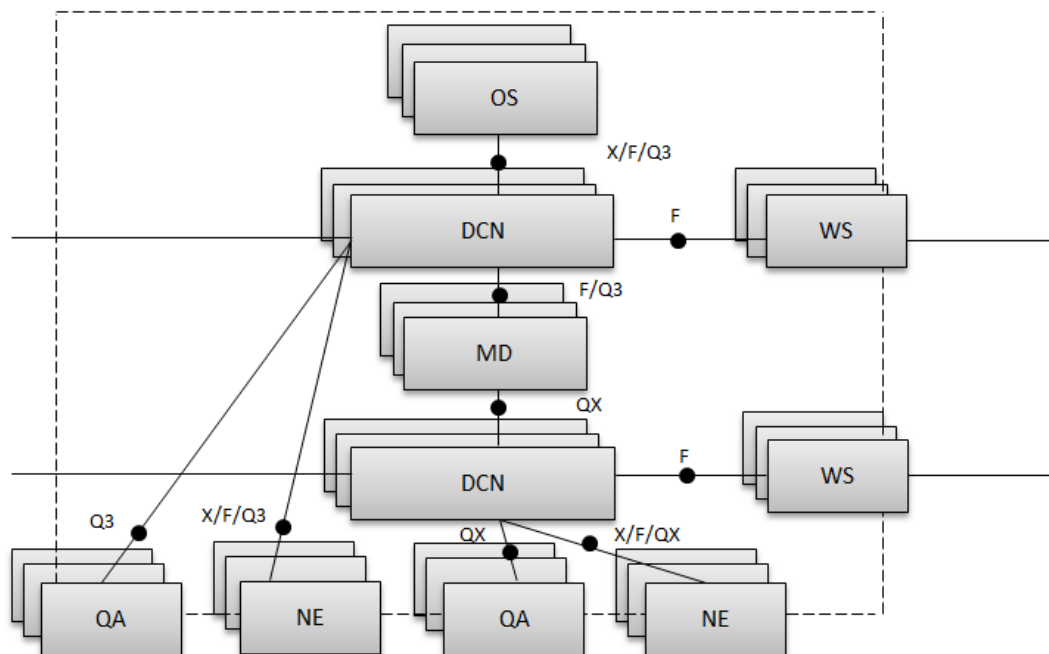 OS
X/F/Q3
DCN
F
WS
F/Q3
MD
QX
DCN
F
WS
Q3
X/F/Q3
QX
X/F/QX
QA
NE
QA
NE